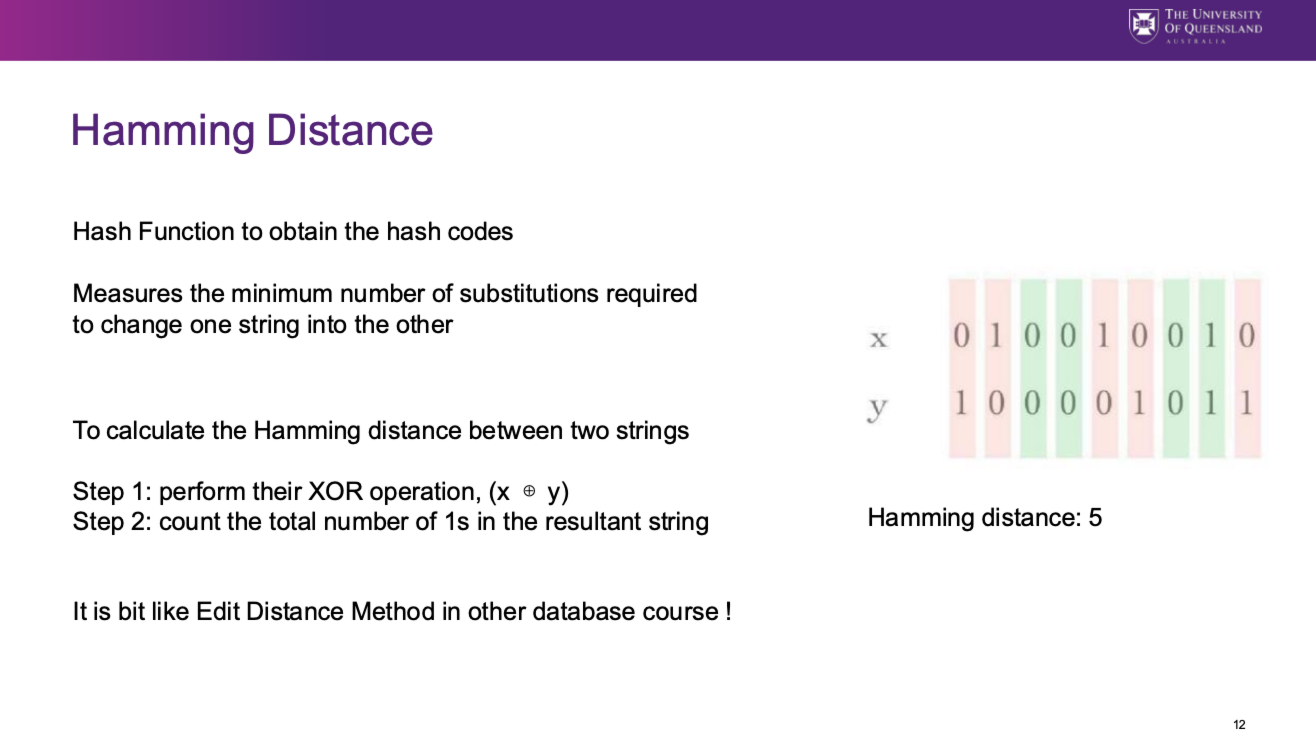 THE UNIVERSITY
OF QUEENSLAND
AUSTRALIA
Hamming Distance
Hash Function to obtain the hash codes
Measures the minimum number of substitutions required
to change one string into the other
To calculate the Hamming distance between two strings
Step 1: perform their XOR operation, (x ⊕ y)
Step 2: count the total number of 1s in the resultant string
It is bit like Edit Distance Method in other database course !
x 0 1 0 0 1 0 0 1 0
y 1 0 0 0 0 1 0 1 1
Hamming distance: 5
12